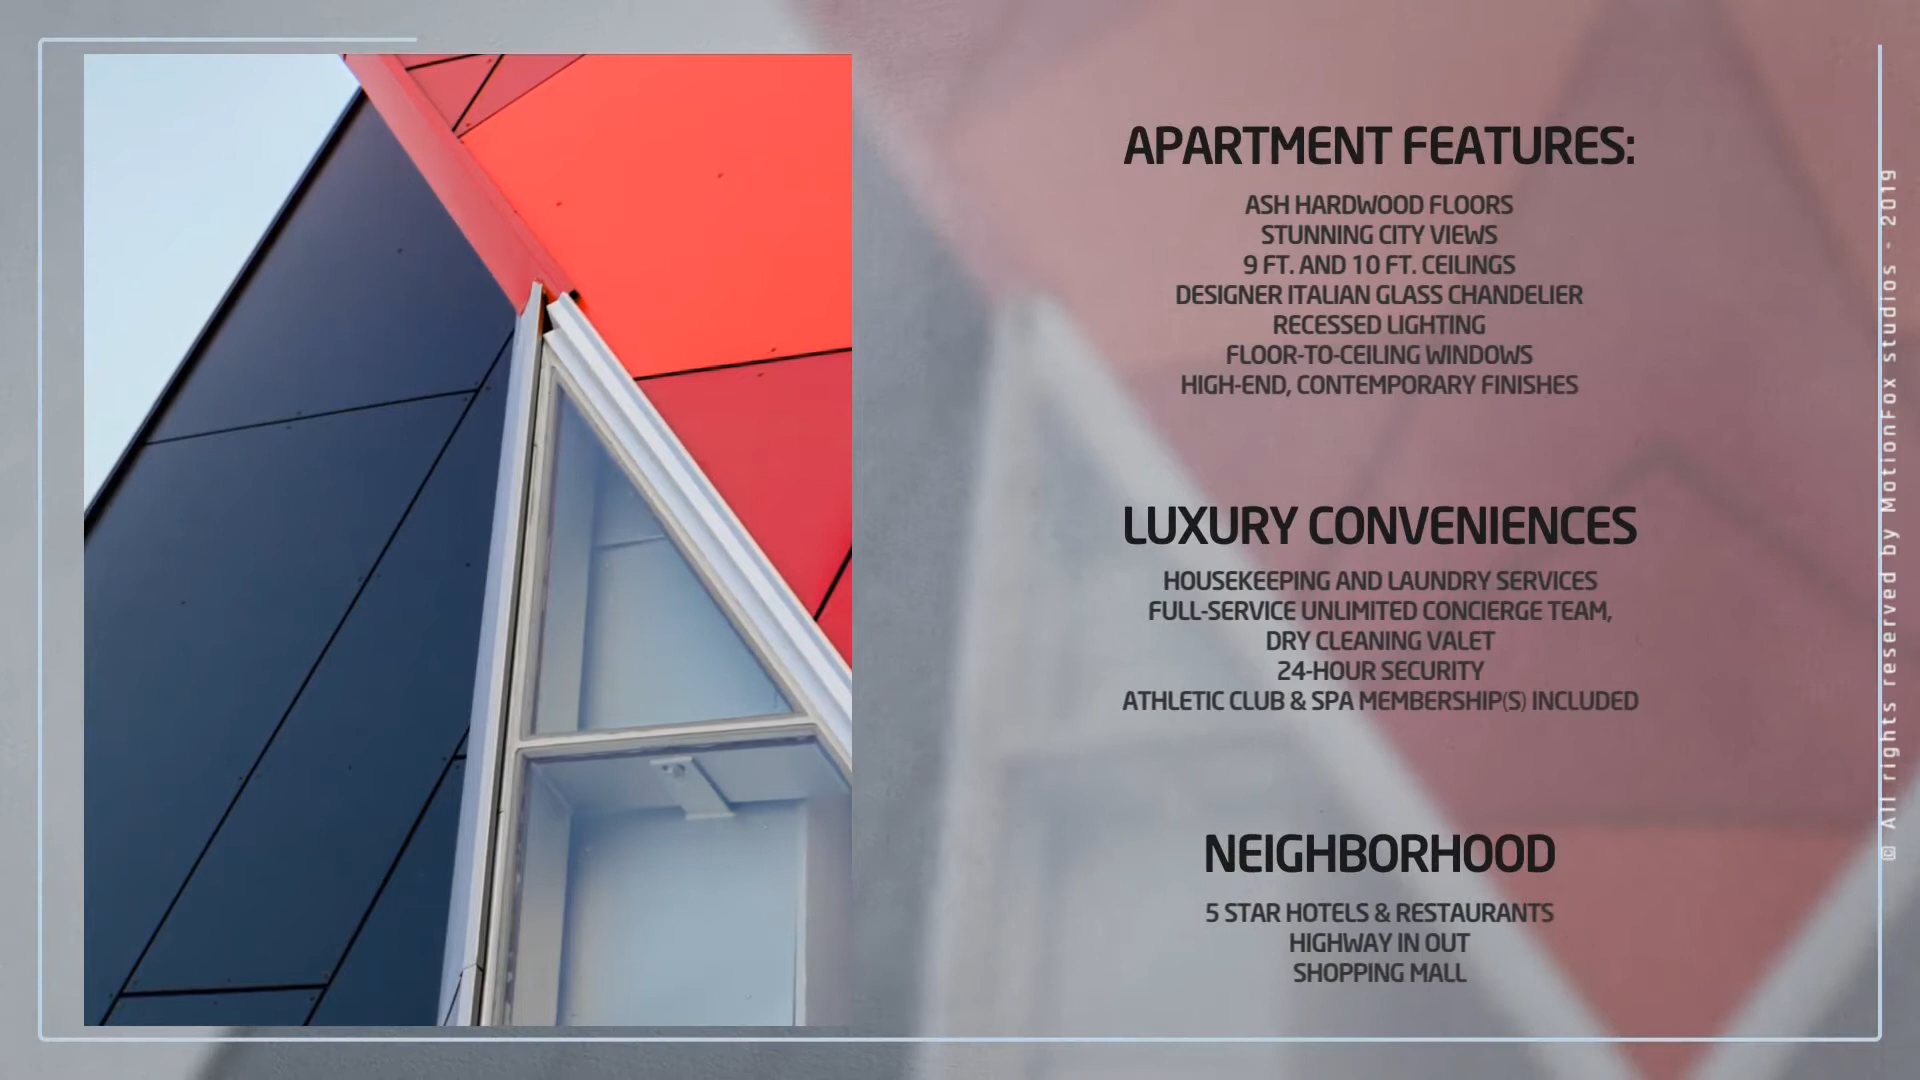 APARTMENT FEATURES:
ASH HARDWOOD FLOORS
STUNNING CITY VIEWS
9 FT. AND 10 FT. CEILINGS
DESIGNER ITALIAN GLASS CHANDELIER
RECESSED LIGHTING
FLOOR-TO-CEILING WINDOWS
HIGH-END, CONTEMPORARY FINISHES
LUXURY CONVENIENCES
HOUSEKEEPING AND LAUNDRY SERVICES
FULL-SERVICE UNLIMITED CONCIERGE TEAM,
DRY CLEANING VALET
24-HOUR SECURITY
ATHLETIC CLUB & SPA MEMBERSHIP(S) INCLUDED
NEIGHBORHOOD
5 STAR HOTELS & RESTAURANTS
HIGHWAY IN OUT
SHOPPING MALL
© All rights reserved by MotionFox studios - 2019